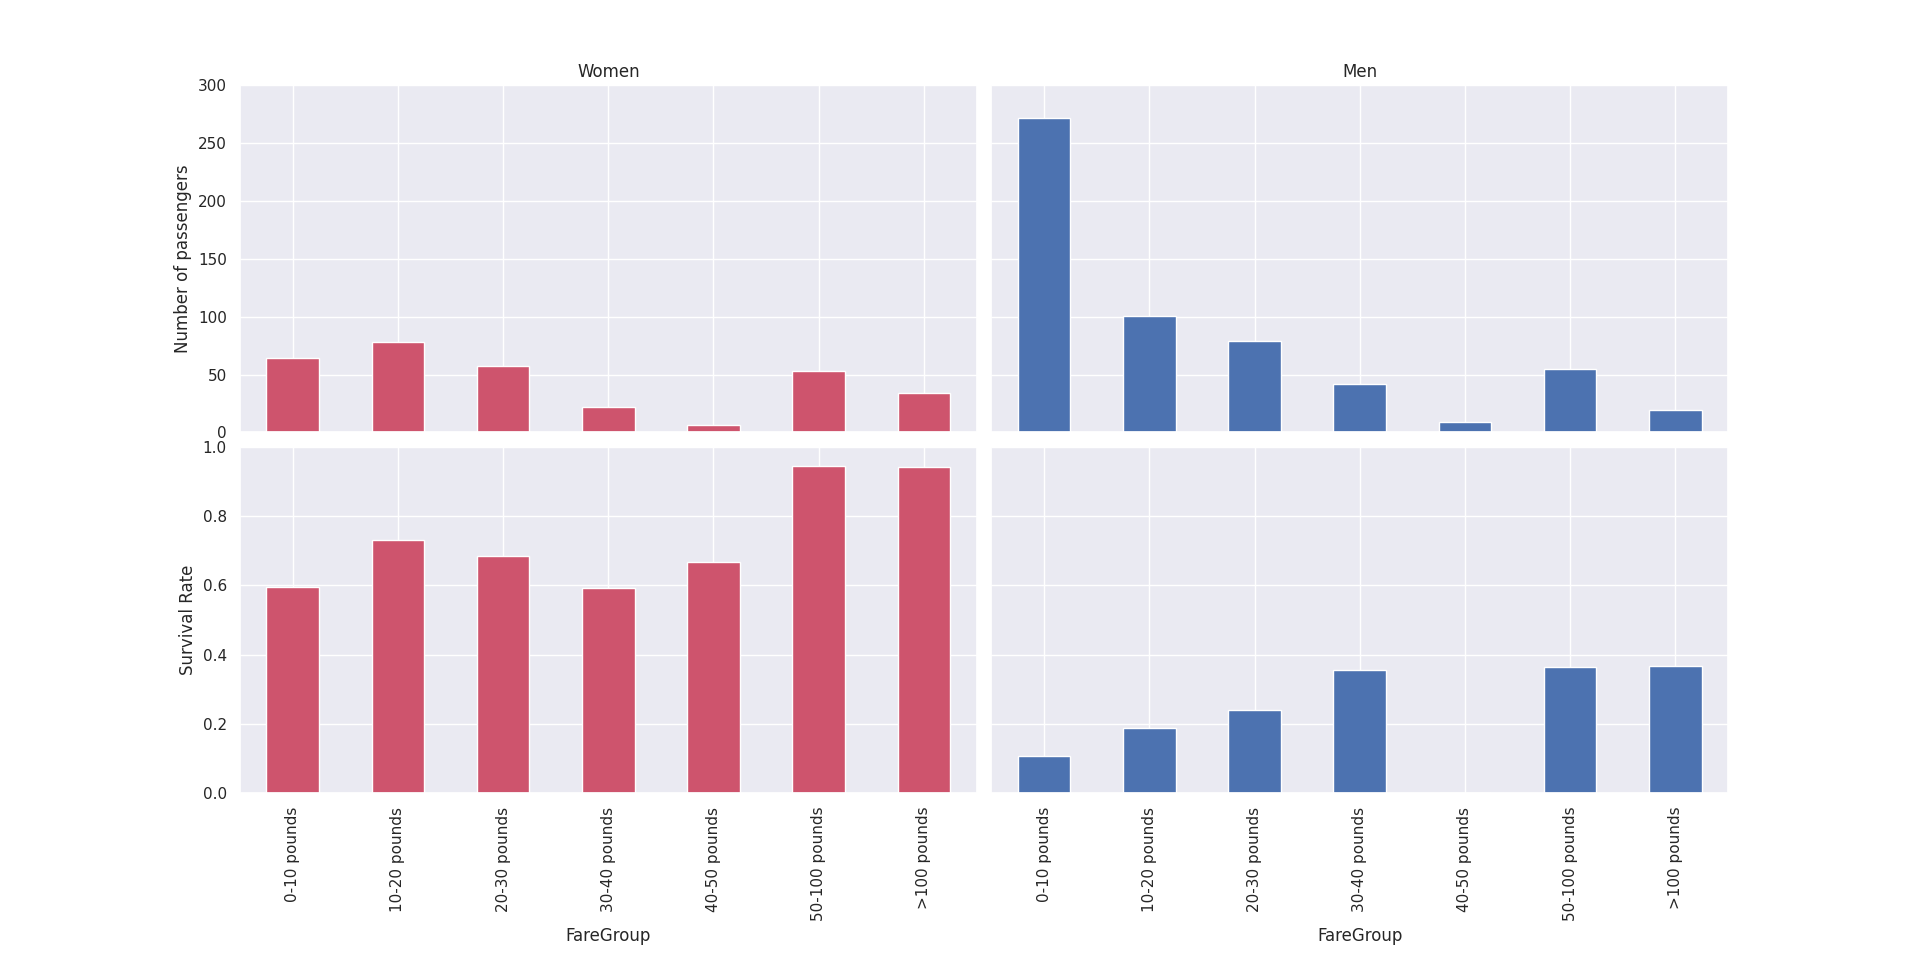 Women
Men
300
250
200
150
100
50
0
Number of passengers
1.0
0.8
0.6
0.4
0.2
0.0
Survival Rate
0-10 pounds
10-20 pounds
20-30 pounds
30-40 pounds
40-50 pounds
50-100 pounds
>100 pounds
FareGroup
0-10 pounds
10-20 pounds
20-30 pounds
30-40 pounds
40-50 pounds
50-100 pounds
>100 pounds
FareGroup